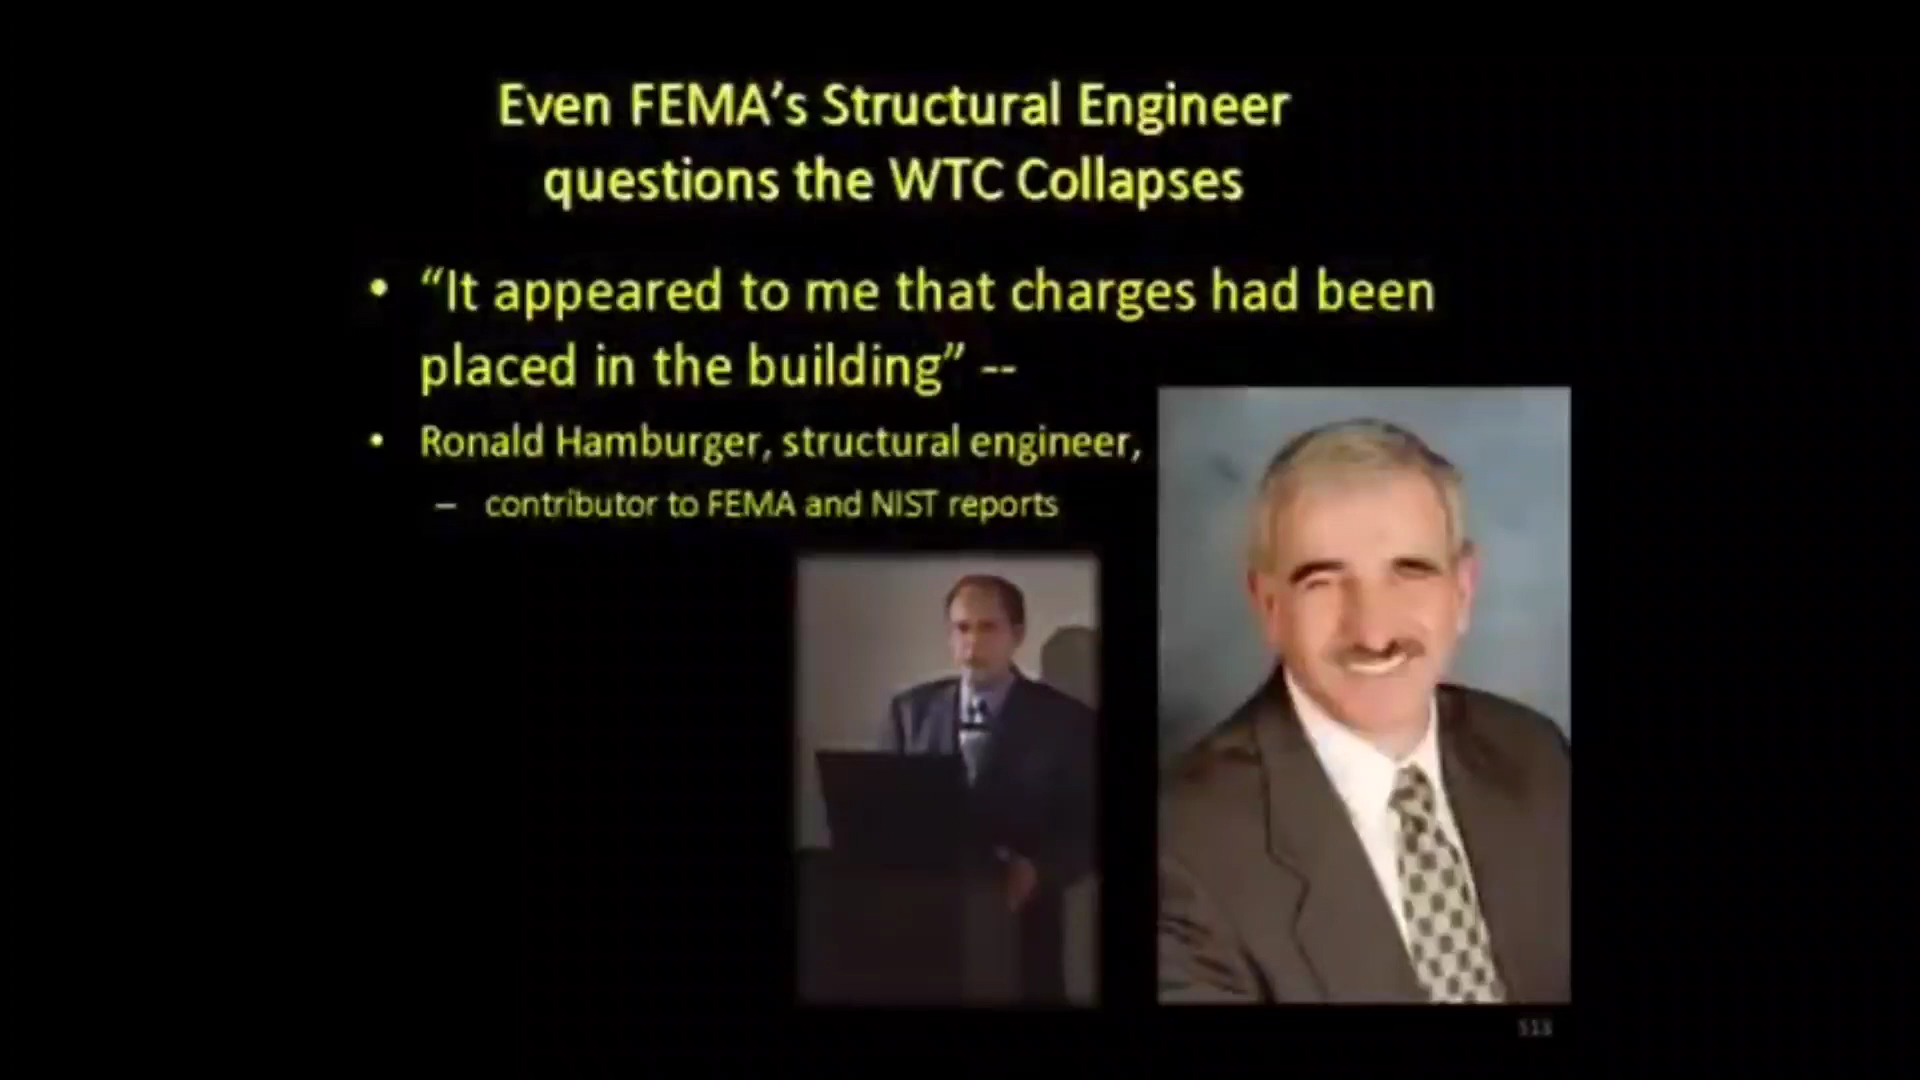 Even FEMA’s Structural Engineer
questions the WTC Collapses
• “It appeared to me that charges had been
placed in the building” --
• Ronald Hamburger, structural engineer,
– contributor to FEMA and NIST reports
513